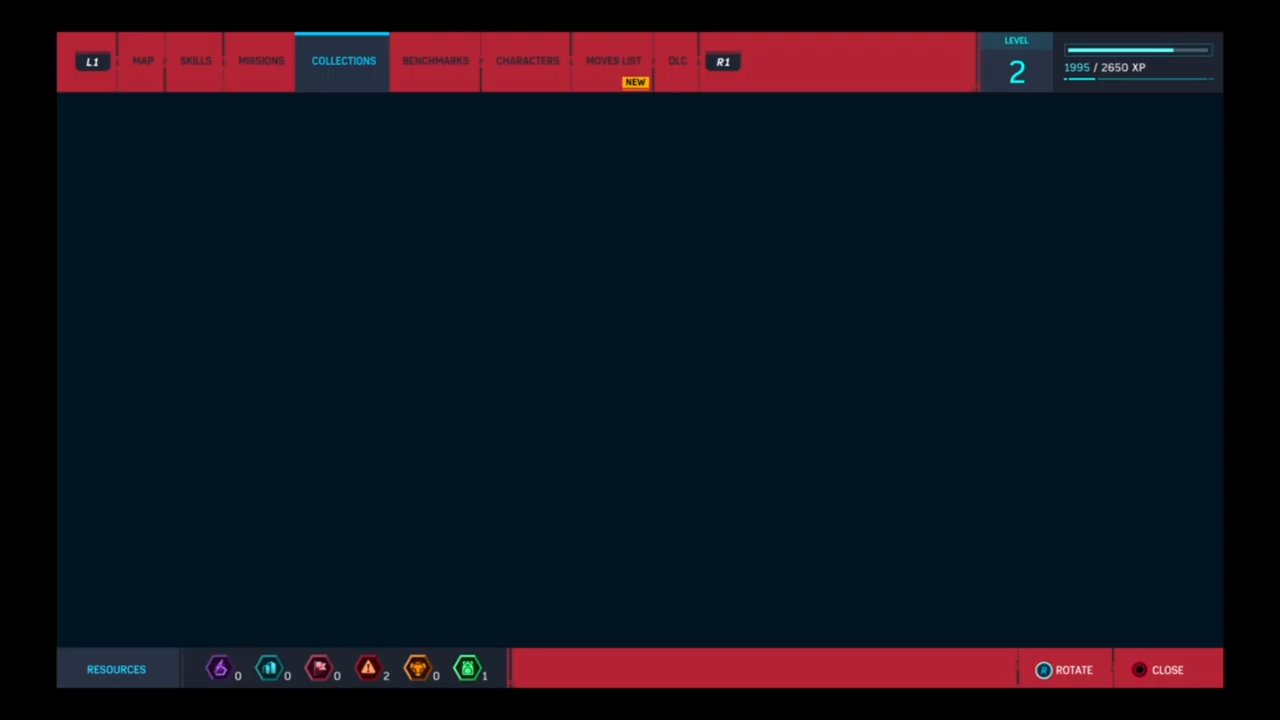 L1 MAP SKILLS MISSIONS COLLECTIONS BENCHMARKS CHARACTERS MOVES LIST DLC R1
NEW
LEVEL
2
1995 / 2650 XP
RESOURCES 0 0 0 2 0 1 R ROTATE CLOSE